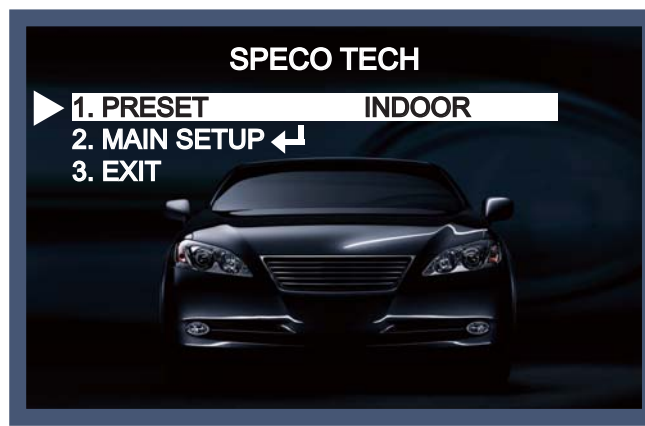 SPECO TECH
1. PRESET INDOOR
2. MAIN SETUP
3. EXIT